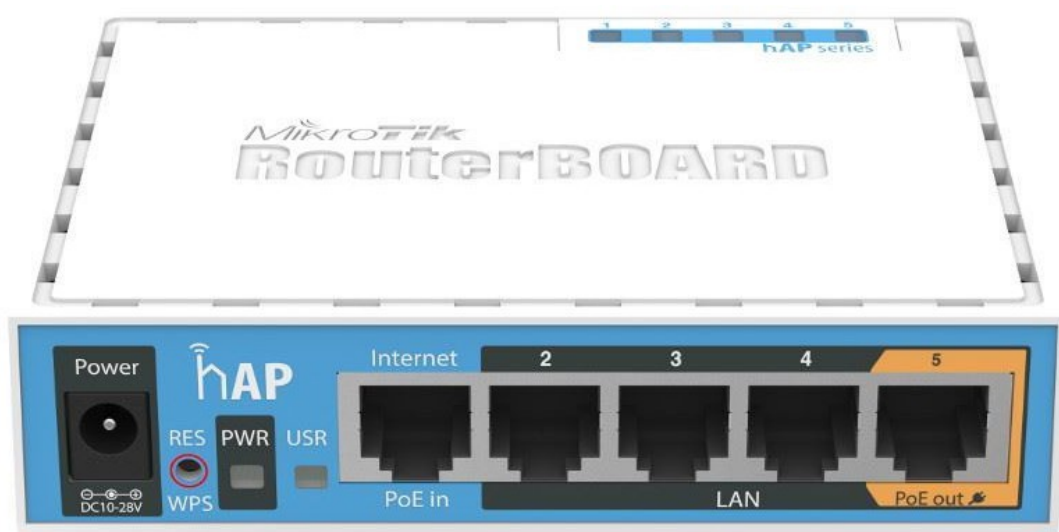 1 2 3 4 5
hAP series
MikroTik
RouterBOARD
Power
hAP
Internet
2 3 4 5
RES PWR USR
WPS
DC10-28V
PoE in
LAN
PoE out